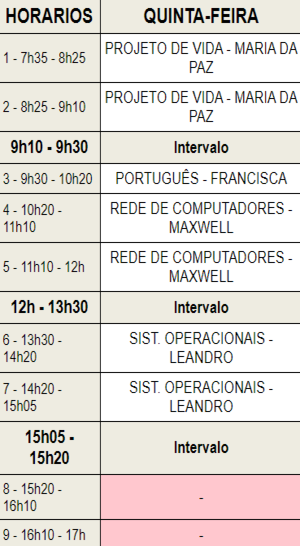 HORARIOS QUINTA-FEIRA
1 - 7h35 - 8h25 PROJETO DE VIDA - MARIA DA
PAZ
2 - 8h25 - 9h10 PROJETO DE VIDA - MARIA DA
PAZ
9h10 - 9h30 Intervalo
3 - 9h30 - 10h20 PORTUGUÊS - FRANCISCA
4 - 10h20 -
11h10
REDE DE COMPUTADORES -
MAXWELL
5 - 11h10 - 12h REDE DE COMPUTADORES -
MAXWELL
12h - 13h30 Intervalo
6 - 13h30 -
14h20
SIST. OPERACIONAIS -
LEANDRO
7 - 14h20 -
15h05
SIST. OPERACIONAIS -
LEANDRO
15h05 -
15h20
Intervalo
8 - 15h20 -
16h10
-
9 - 16h10 - 17h -